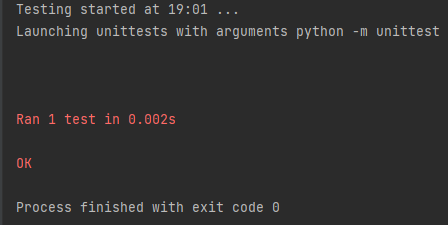 Testing started at 19:01 ...
Launching unittests with arguments python -m unittest
Ran 1 test in 0.002s
OK
Process finished with exit code 0